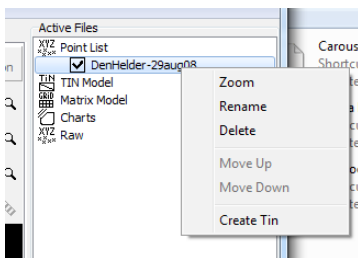 Active Files
XYZ Point List
DenHelder-29aug08
TIN TIN Model
GRID Matrix Model
Charts
XYZ Raw
Zoom
Rename
Delete
Move Up
Move Down
Create Tin
on
Carous
Shortcu